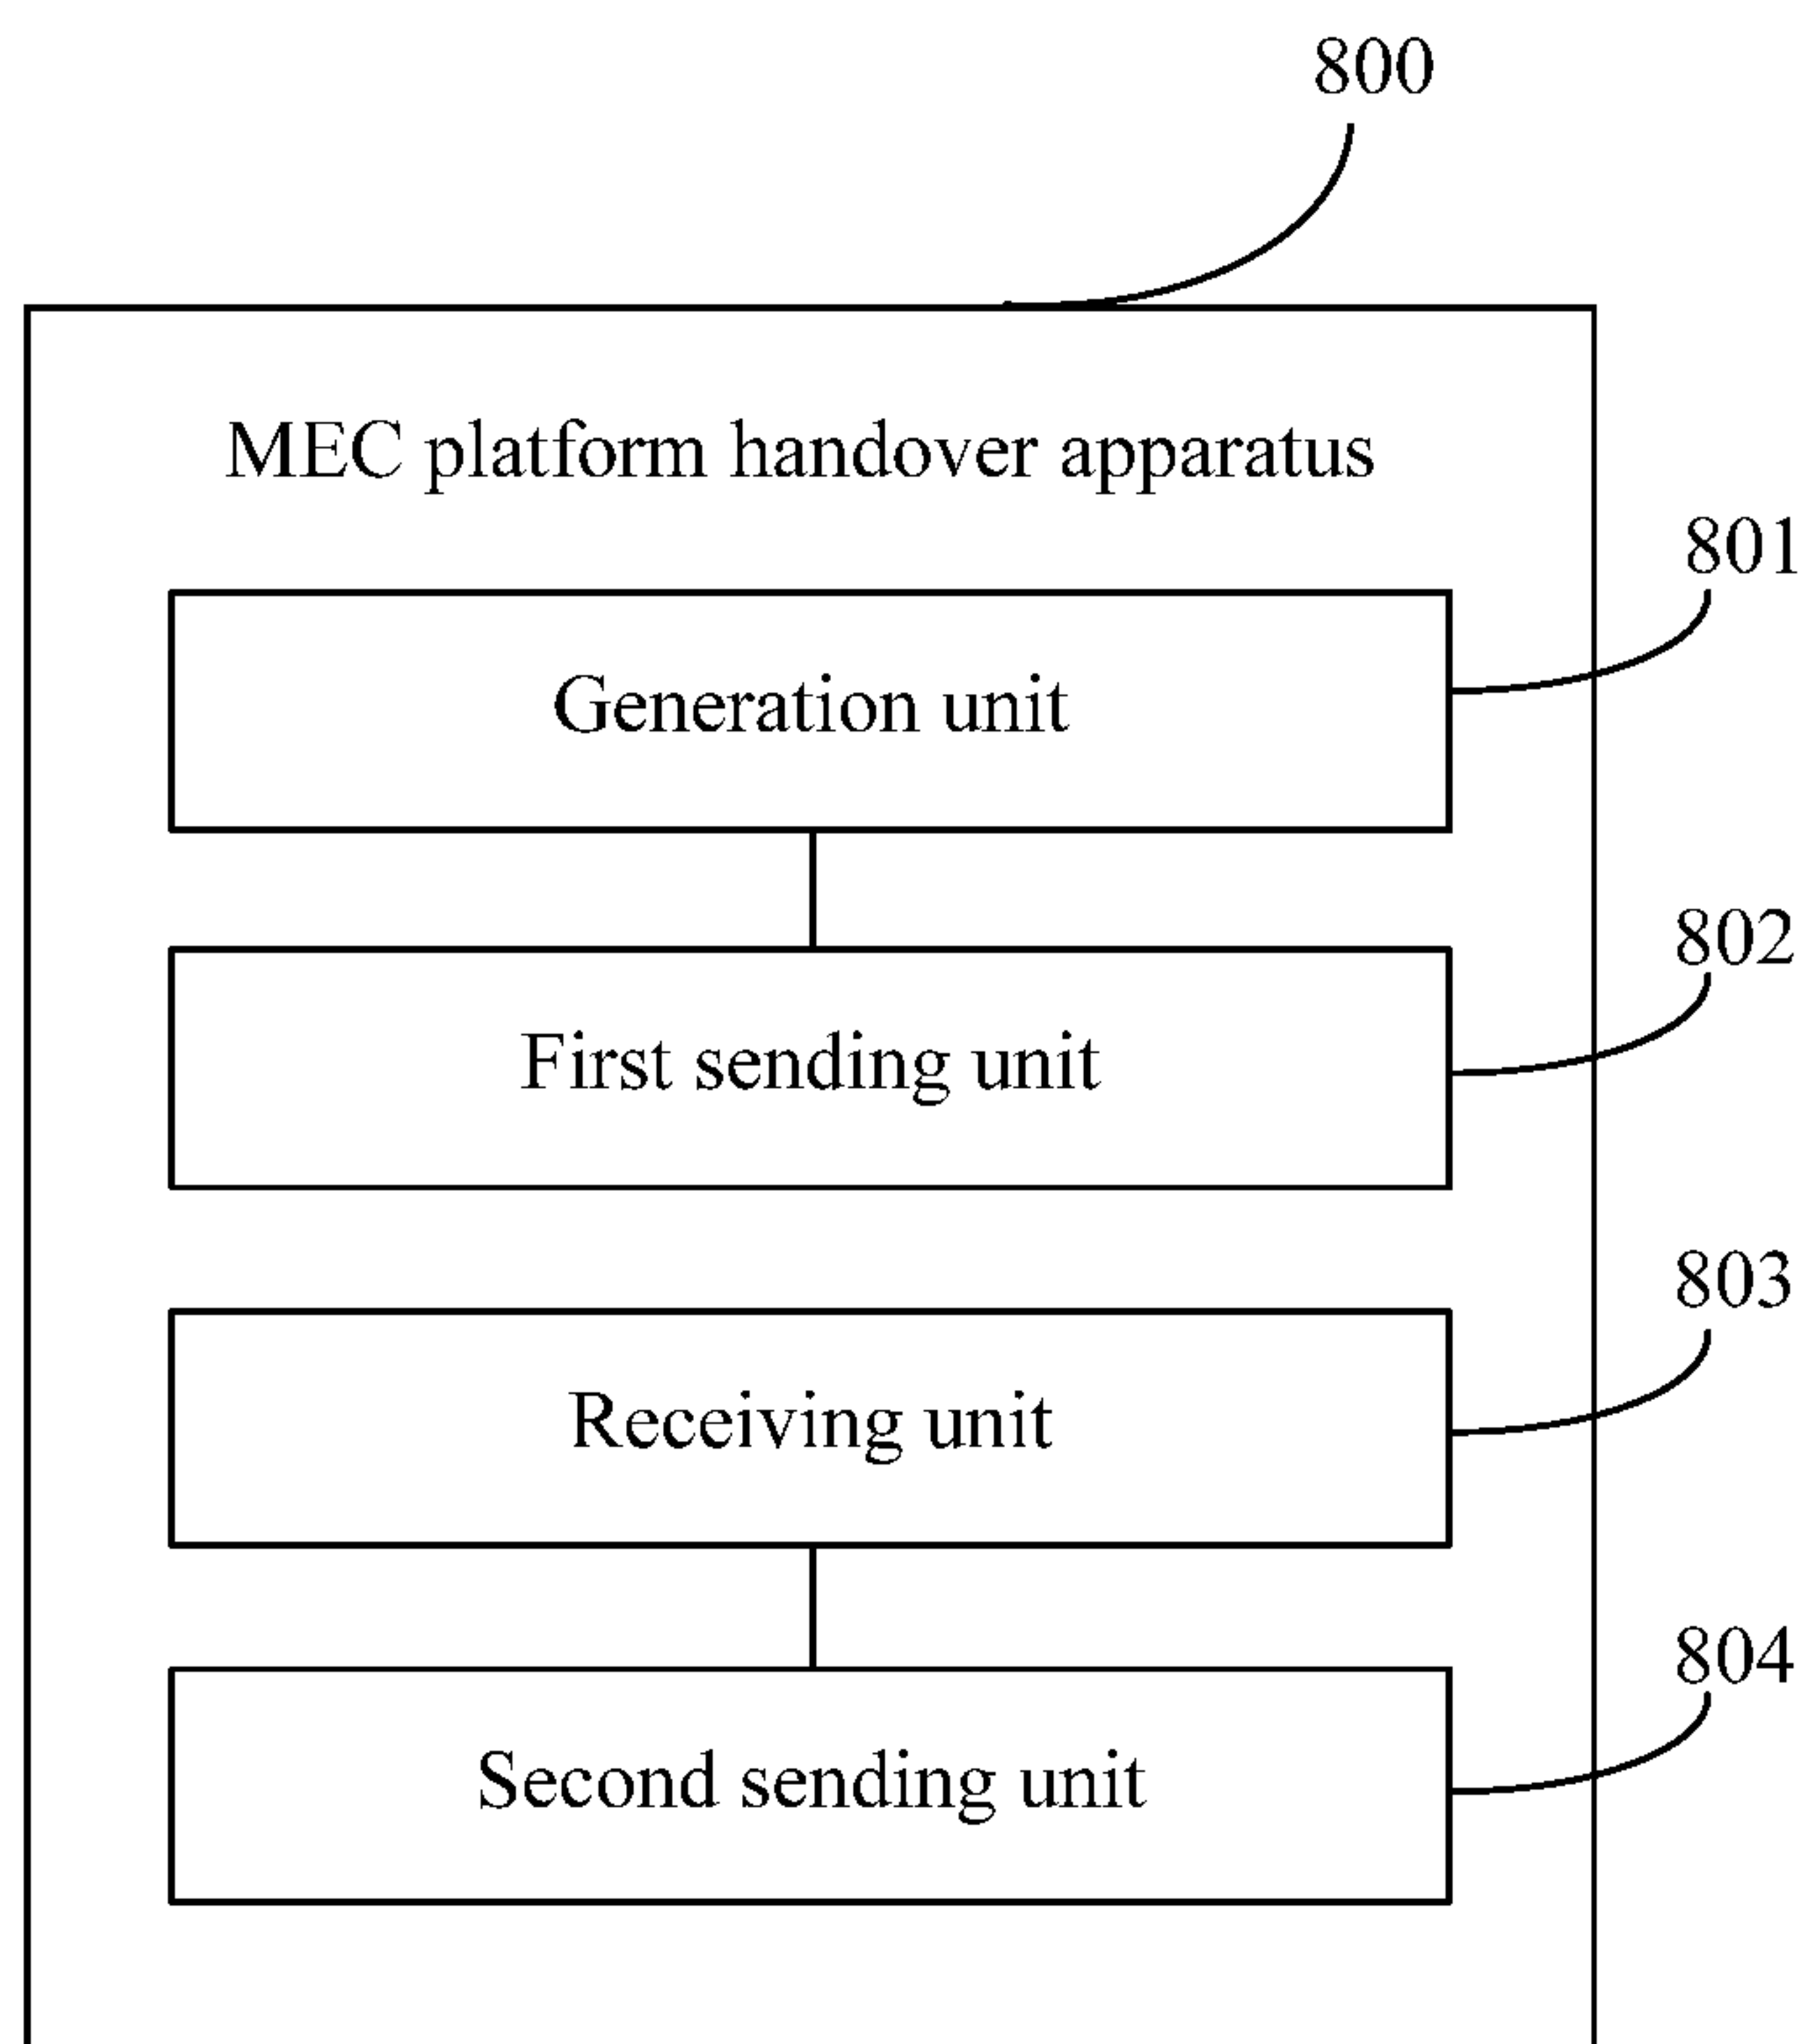 800
MEC platform handover apparatus
801
Generation unit
802
First sending unit
803
Receiving unit
804
Second sending unit